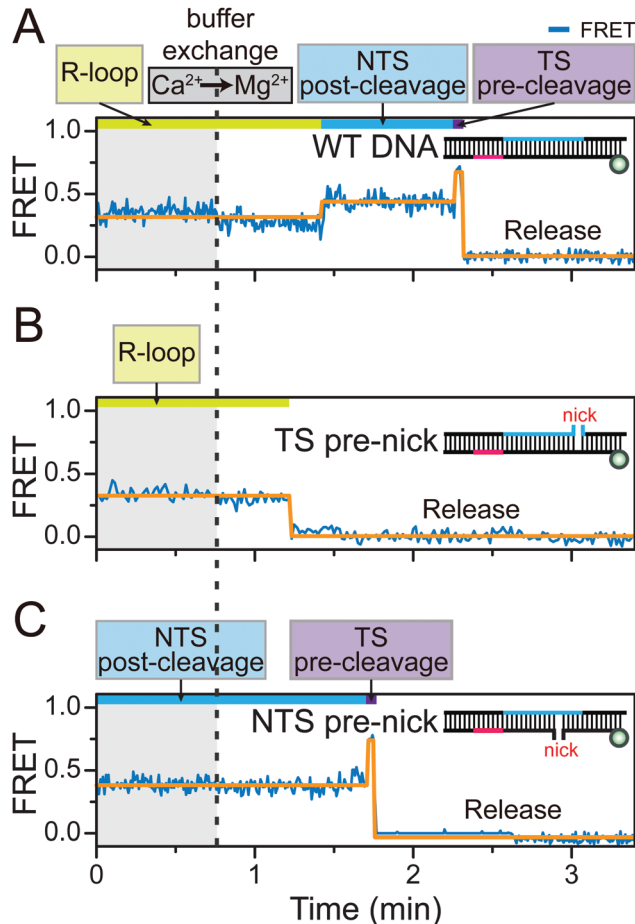 A
buffer
exchange
FRET
R-loop
Ca²⁺ → Mg²⁺
NTS
post-cleavage
TS
pre-cleavage
1.0
0.5
0.0
FRET
WT DNA
Release
B
R-loop
1.0
0.5
0.0
FRET
nick
TS pre-nick
Release
C
NTS
post-cleavage
TS
pre-cleavage
1.0
0.5
0.0
FRET
NTS pre-nick
nick
Release
0 1 2 3
Time (min)